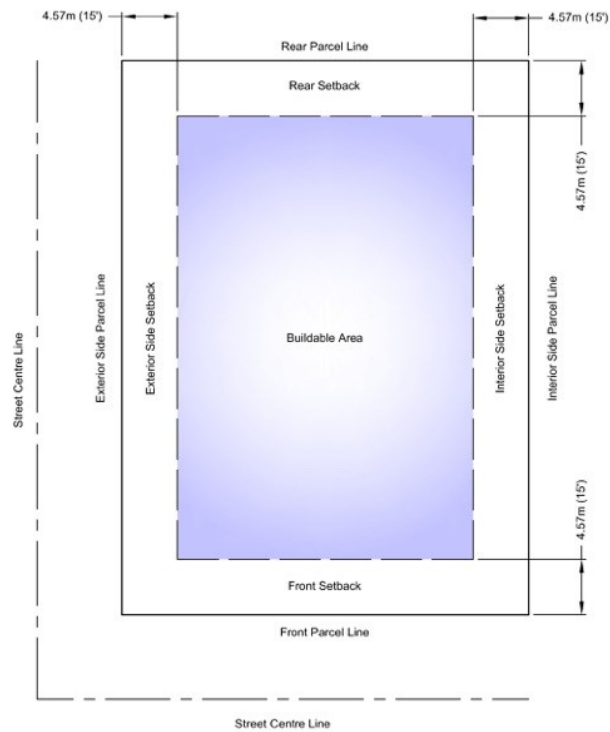 4.57m (15')
4.57m (15')
Rear Parcel Line
Rear Setback
4.57m (15')
Street Centre Line
Exterior Side Parcel Line
Exterior Side Setback
Buildable Area
Interior Side Setback
Interior Side Parcel Line
4.57m (15')
Front Setback
Front Parcel Line
Street Centre Line